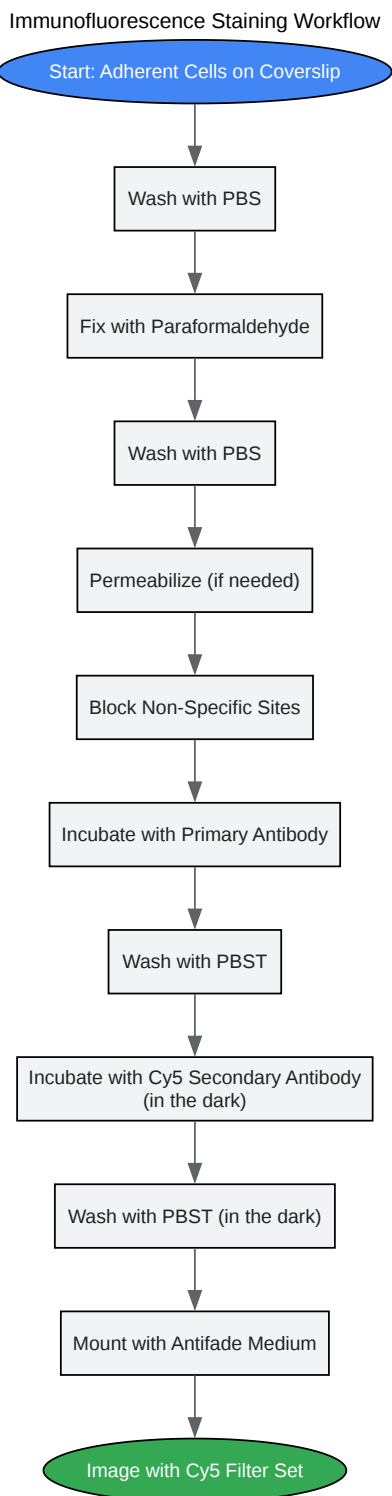 Immunofluorescence Staining Workflow
Start: Adherent Cells on Coverslip
Wash with PBS
Fix with Paraformaldehyde
Wash with PBS
Permeabilize (if needed)
Block Non-Specific Sites
Incubate with Primary Antibody
Wash with PBST
Incubate with Cy5 Secondary Antibody
(in the dark)
Wash with PBST (in the dark)
Mount with Antifade Medium
Image with Cy5 Filter Set